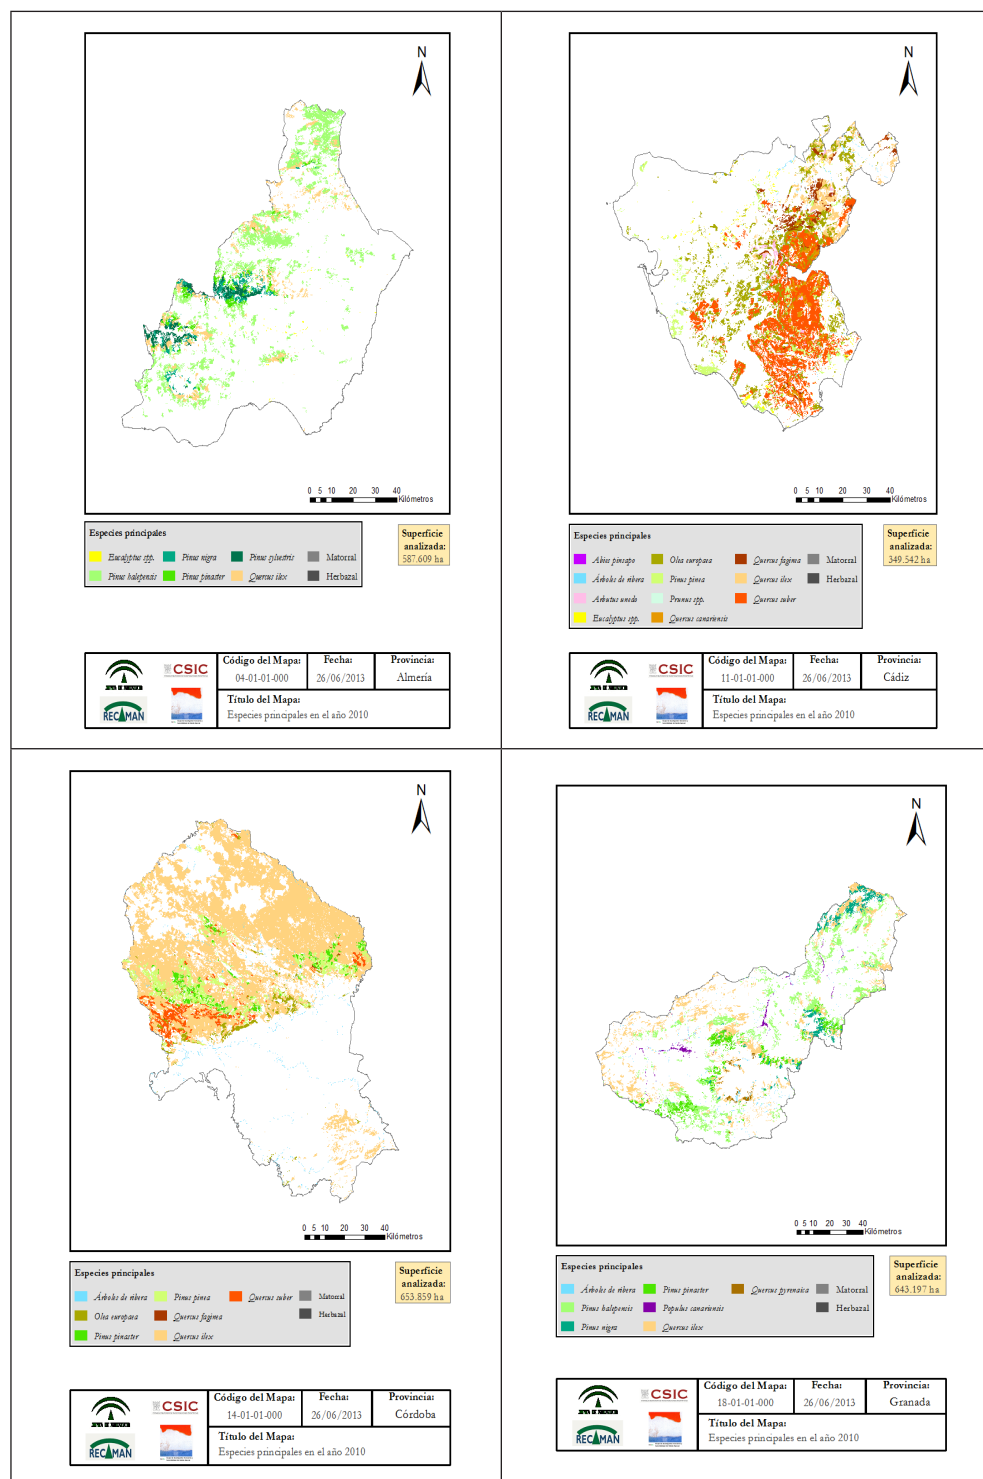 N
0 5 10 20 30 40
Kilómetros
Especies principales
Eucalyptus spp. Pinus nigra Pinus sylvestris Matorral
Pinus halepensis Pinus pinaster Quercus ilex Herbazal
Superficie
analizada:
587.609 ha
CSIC
RECAMAN
Código del Mapa: Fecha: Provincia:
04-01-01-000 26/06/2013 Almería
Título del Mapa:
Especies principales en el año 2010
N
0 5 10 20 30 40
Kilómetros
Especies principales
Abies pinsapo Olea europaea Quercus faginea Matorral
Árboles de ribera Pinus pinea Quercus ilex Herbazal
Arbutus unedo Prunus spp. Quercus suber
Eucalyptus spp. Quercus canariensis
Superficie
analizada:
349.542 ha
CSIC
RECAMAN
Código del Mapa: Fecha: Provincia:
11-01-01-000 26/06/2013 Cádiz
Título del Mapa:
Especies principales en el año 2010
N
0 5 10 20 30 40
Kilómetros
Especies principales
Árboles de ribera Pinus pinea Quercus suber Matorral
Olea europaea Quercus faginea Herbazal
Pinus pinaster Quercus ilex
Superficie
analizada:
653.859 ha
CSIC
RECAMAN
Código del Mapa: Fecha: Provincia:
14-01-01-000 26/06/2013 Córdoba
Título del Mapa:
Especies principales en el año 2010
N
0 5 10 20 30 40
Kilómetros
Especies principales
Árboles de ribera Pinus pinaster Quercus pyrenaica Matorral
Pinus halepensis Populus canariensis Herbazal
Pinus nigra Quercus ilex
Superficie
analizada:
643.197 ha
CSIC
RECAMAN
Código del Mapa: Fecha: Provincia:
18-01-01-000 26/06/2013 Granada
Título del Mapa:
Especies principales en el año 2010